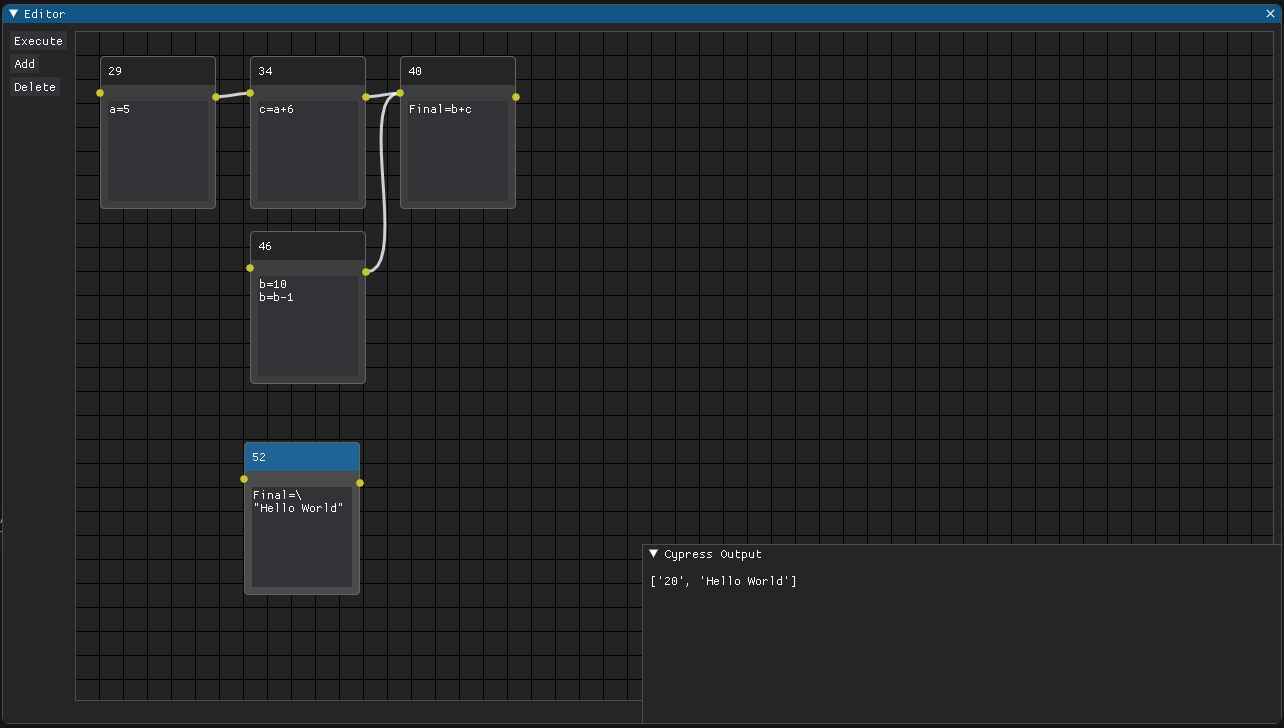 Editor
Execute
Add
Delete
29
a=5
34
c=a+6
40
Final=b+c
46
b=10
b=b-1
52
Final=\
"Hello World"
Cypress Output
['20', 'Hello World']